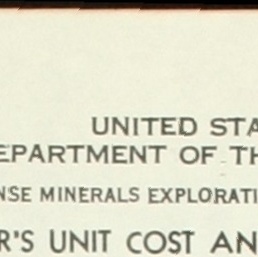 UNITED STA
EPARTMENT OF TH
NSE MINERALS EXPLORATI
R'S UNIT COST AN